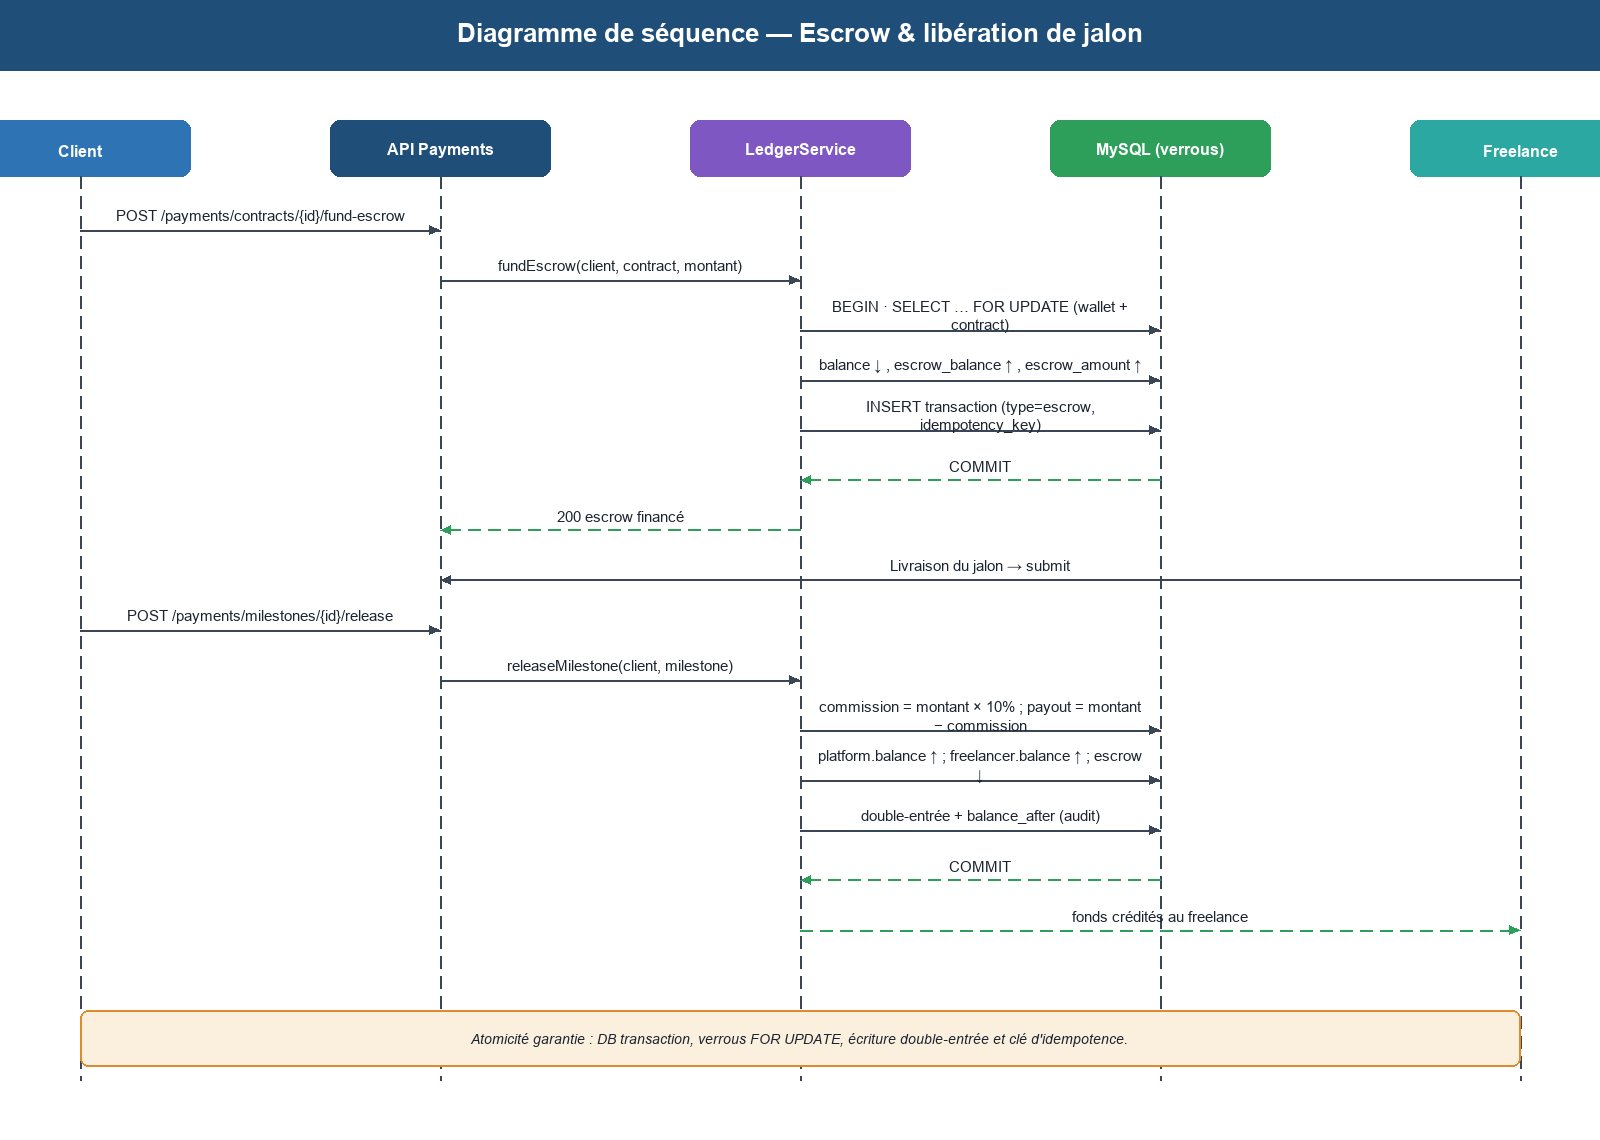 Diagramme de séquence — Escrow & libération de jalon
Client
API Payments
LedgerService
MySQL (verrous)
Freelance
POST /payments/contracts/{id}/fund-escrow
fundEscrow(client, contract, montant)
BEGIN · SELECT … FOR UPDATE (wallet +
contract)
balance ↓ , escrow_balance ↑ , escrow_amount ↑
INSERT transaction (type=escrow,
idempotency_key)
COMMIT
200 escrow financé
Livraison du jalon → submit
POST /payments/milestones/{id}/release
releaseMilestone(client, milestone)
commission = montant × 10% ; payout = montant
− commission
platform.balance ↑ ; freelancer.balance ↑ ; escrow
↓
double-entrée + balance_after (audit)
COMMIT
fonds crédités au freelance
Atomicité garantie : DB transaction, verrous FOR UPDATE, écriture double-entrée et clé d'idempotence.